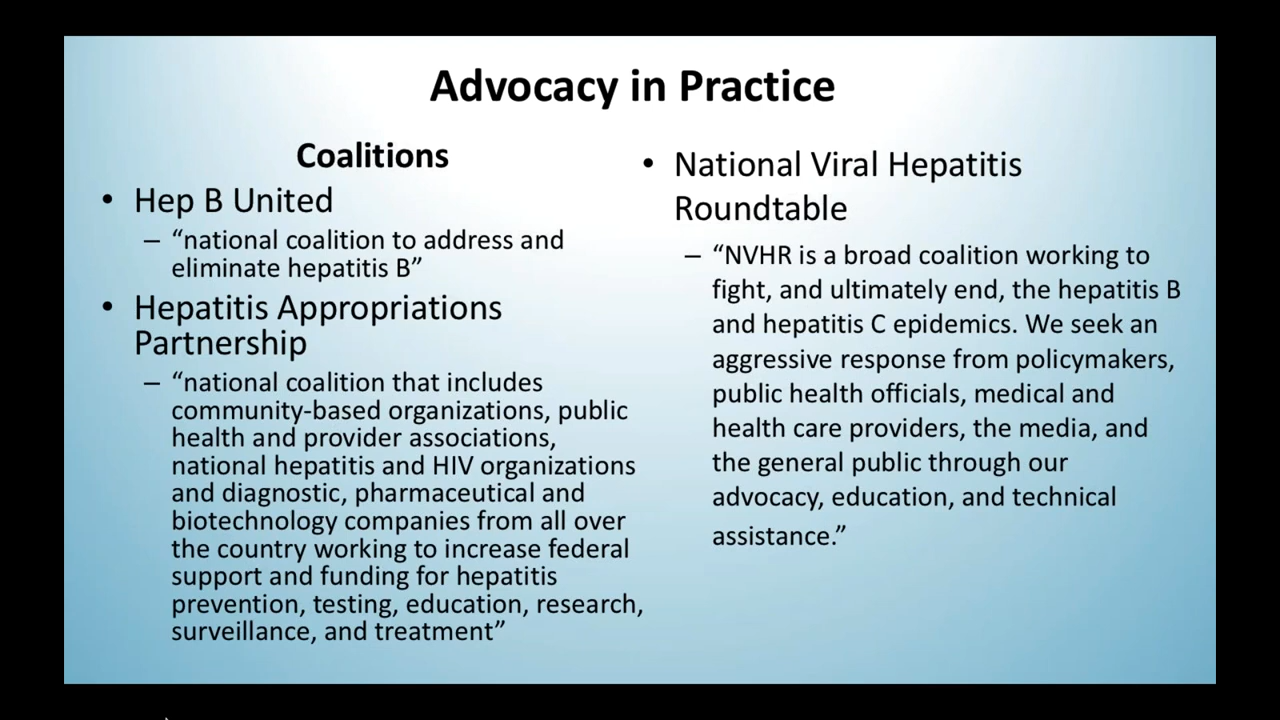 Advocacy in Practice
Coalitions
• Hep B United
– “national coalition to address and
eliminate hepatitis B”
• Hepatitis Appropriations
Partnership
– “national coalition that includes
community-based organizations, public
health and provider associations,
national hepatitis and HIV organizations
and diagnostic, pharmaceutical and
biotechnology companies from all over
the country working to increase federal
support and funding for hepatitis
prevention, testing, education, research,
surveillance, and treatment”
• National Viral Hepatitis
Roundtable
– “NVHR is a broad coalition working to
fight, and ultimately end, the hepatitis B
and hepatitis C epidemics. We seek an
aggressive response from policymakers,
public health officials, medical and
health care providers, the media, and
the general public through our
advocacy, education, and technical
assistance.”